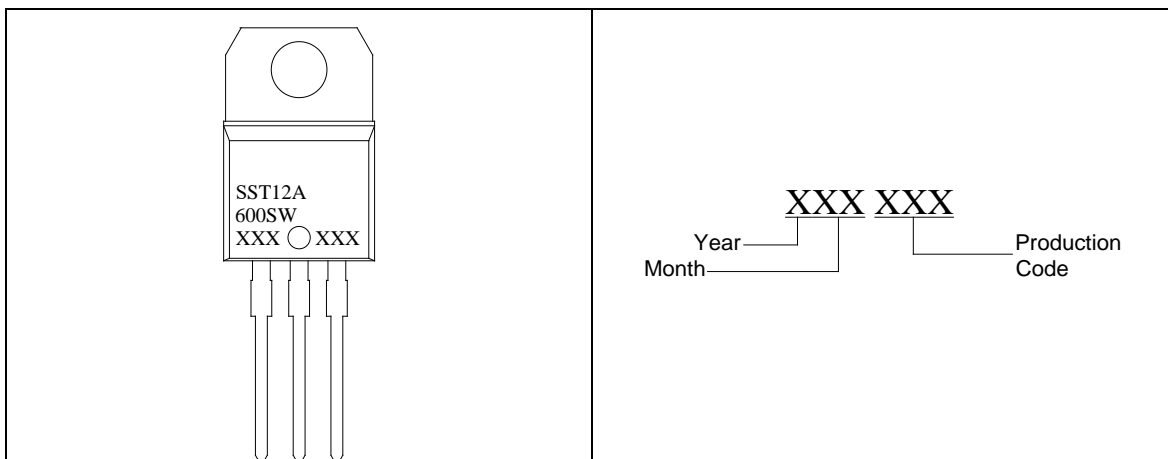 SST12A
600SW
XXX XXX
XXX XXX
Year
Month
Production
Code